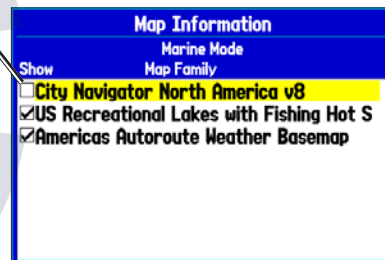 Map Information
Marine Mode
Show Map Family
City Navigator North America v8
US Recreational Lakes with Fishing Hot S
Americas Autoroute Weather Basemap